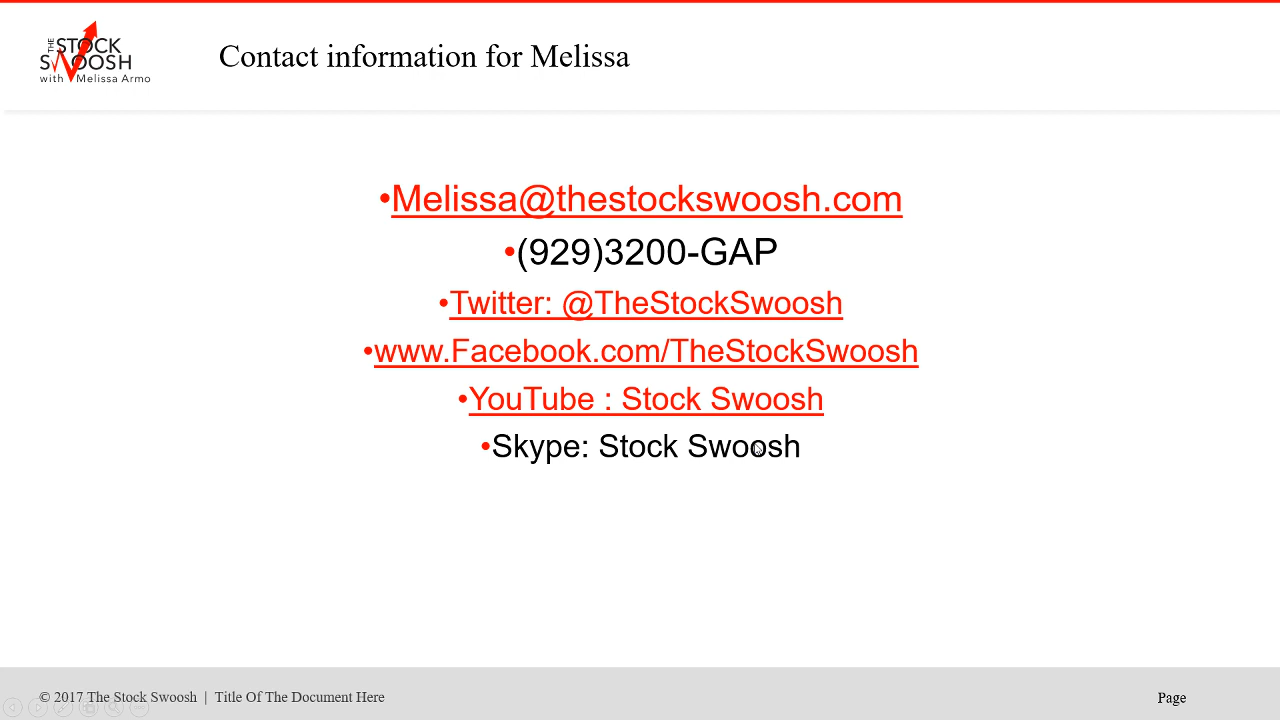 THE STOCK
SWOOSH
with Melissa Armo
Contact information for Melissa
•Melissa@thestockswoosh.com
•(929)3200-GAP
•Twitter: @TheStockSwoosh
•www.Facebook.com/TheStockSwoosh
•YouTube : Stock Swoosh
•Skype: Stock Swoosh
© 2017 The Stock Swoosh | Title Of The Document Here
Page